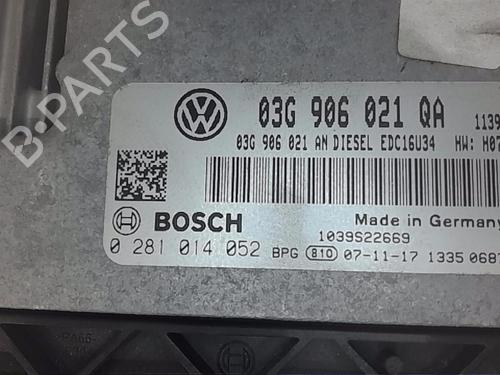 03G 906 021 QA 1139
03G 906 021 AN DIESEL EDC16U34 HW: H07
BOSCH
Made in Germany
1039S22669
0 281 014 052 BPG 810 07-11-17 1335 0687
B-PARTS